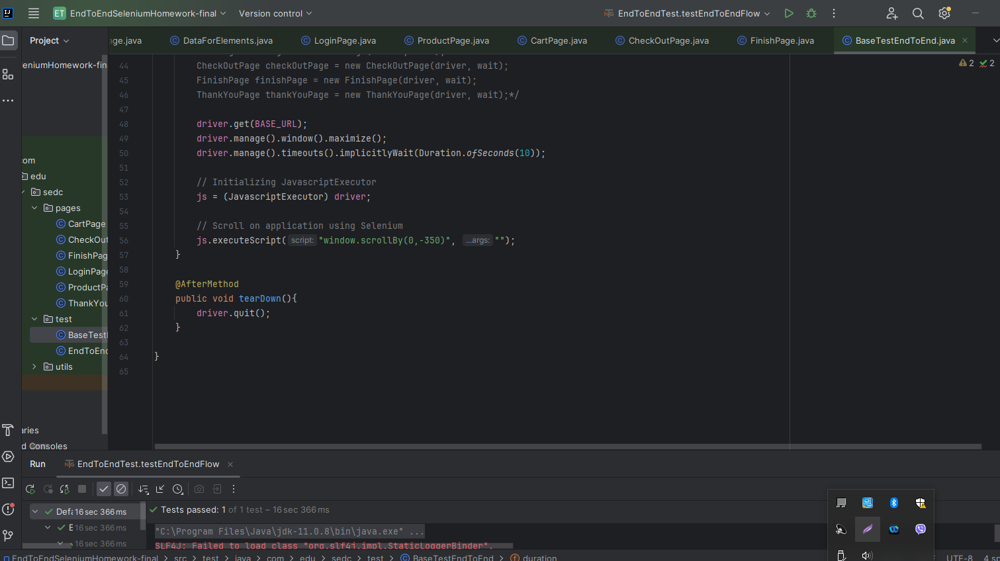 ET EndToEndSeleniumHomework-final Version control EndToEndTest.testEndToEndFlow
Project
age.java DataForElements.java LoginPage.java ProductPage.java CartPage.java CheckOutPage.java FinishPage.java BaseTestEndToEnd.java
eleniumHomework-fin
com
edu
sedc
pages
CartPage
CheckOut
FinishPag
LoginPage
ProductPa
ThankYou
test
BaseTestE
EndToEnd
utils
aries
d Consoles
2 2
44 CheckOutPage checkOutPage = new CheckOutPage(driver, wait);
45 FinishPage finishPage = new FinishPage(driver, wait);
46 ThankYouPage thankYouPage = new ThankYouPage(driver, wait);*/
47
48 driver.get(BASE_URL);
49 driver.manage().window().maximize();
50 driver.manage().timeouts().implicitlyWait(Duration.ofSeconds(10));
51
52 // Initializing JavascriptExecutor
53 js = (JavascriptExecutor) driver;
54
55 // Scroll on application using Selenium
56 js.executeScript( script: "window.scrollBy(0,-350)", ...args: "");
57 }
58
59 @AfterMethod
60 public void tearDown(){
61 driver.quit();
62 }
63
64 }
65
Run EndToEndTest.testEndToEndFlow
Defa 16 sec 366 ms
E 16 sec 366 ms
16 sec 366 ms
Tests passed: 1 of 1 test – 16 sec 366 ms
"C:\Program Files\Java\jdk-11.0.8\bin\java.exe" ...
SLF4J: Failed to load class "org.slf4j.impl.StaticLoggerBinder".
EndToEndSeleniumHomework-final > src > test > java > com > edu > sedc > test > BaseTestEndToEnd > duration UTF-8 4 sp